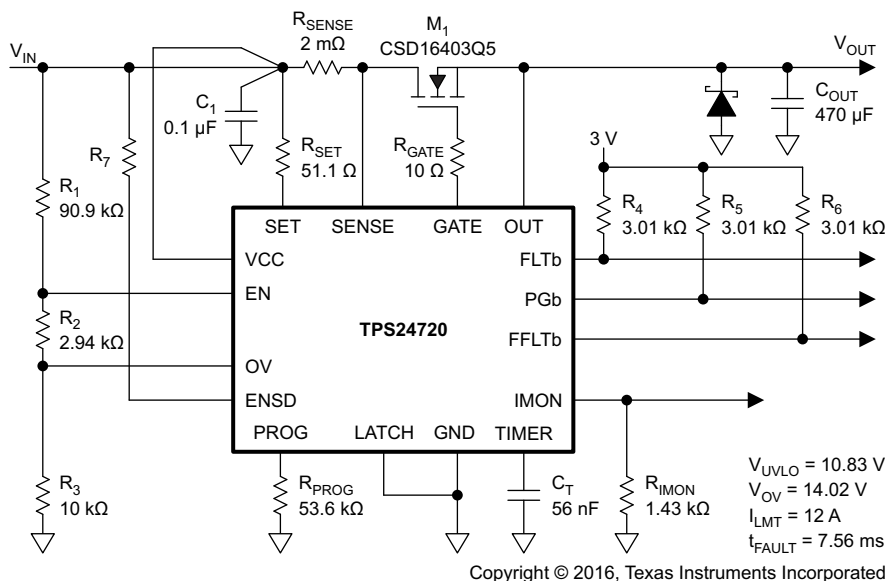 R_SENSE
2 mΩ
M_1
CSD16403Q5
V_IN
V_OUT
C_1
0.1 µF
R_SET
51.1 Ω
R_GATE
10 Ω
C_OUT
470 µF
3 V
R_7
R_1
90.9 kΩ
R_4
3.01 kΩ
R_5
3.01 kΩ
R_6
3.01 kΩ
SET
SENSE
GATE
OUT
VCC
FLTb
EN
PGb
TPS24720
R_2
2.94 kΩ
FFLTb
OV
ENSD
IMON
PROG
LATCH
GND
TIMER
R_3
10 kΩ
R_PROG
53.6 kΩ
C_T
56 nF
R_IMON
1.43 kΩ
V_UVLO = 10.83 V
V_OV = 14.02 V
I_LMT = 12 A
t_FAULT = 7.56 ms
Copyright © 2016, Texas Instruments Incorporated